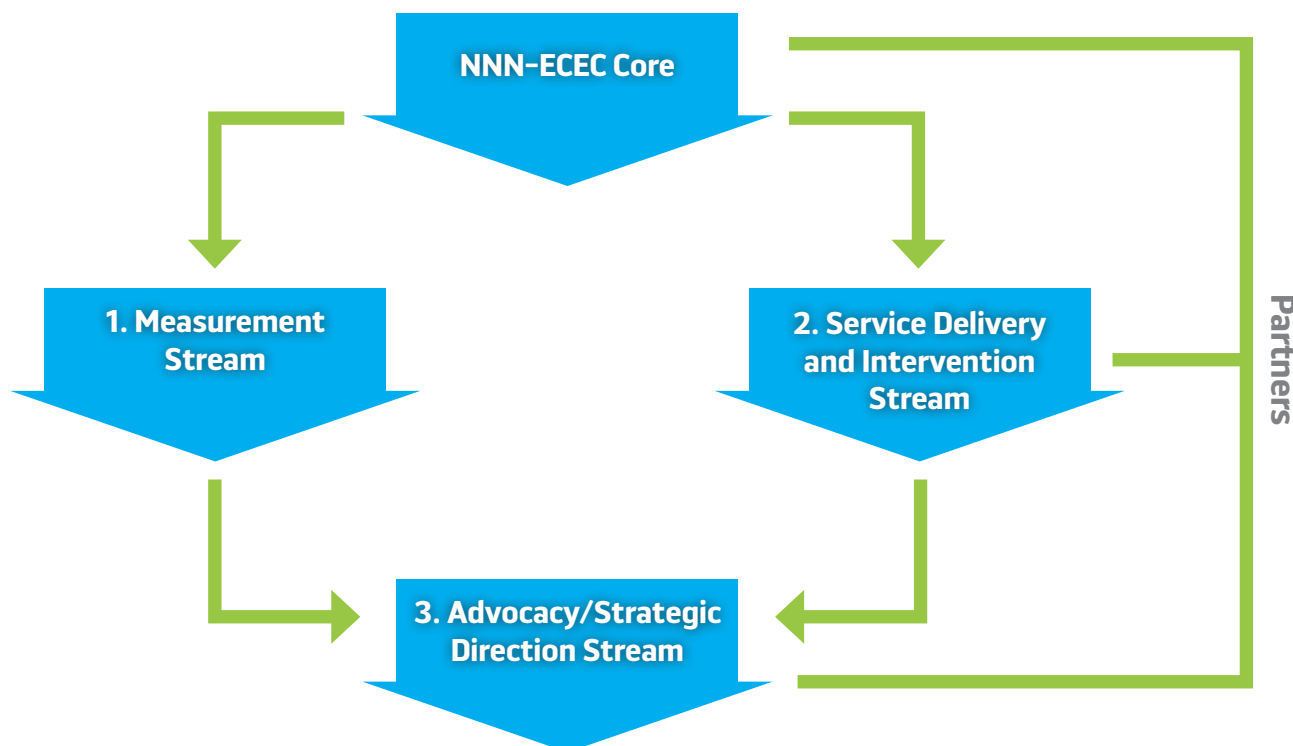 NNN-ECEC Core
1. Measurement
Stream
2. Service Delivery
and Intervention
Stream
Partners
3. Advocacy/Strategic
Direction Stream